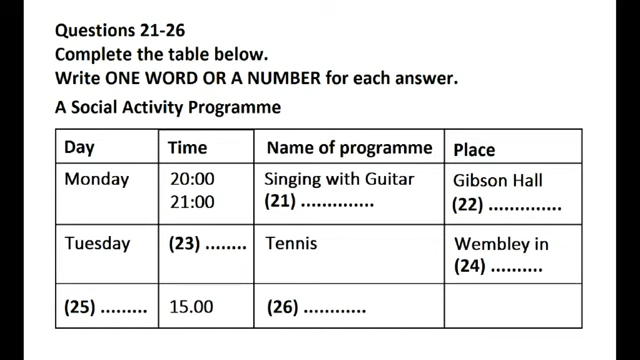 Questions 21-26
Complete the table below.
Write ONE WORD OR A NUMBER for each answer.
A Social Activity Programme
Day Time Name of programme Place
Monday 20:00 Singing with Guitar Gibson Hall
21:00 (21) .............. (22) ..............
Tuesday (23) ........ Tennis Wembley in
(24) ..........
(25) ......... 15.00 (26) ............